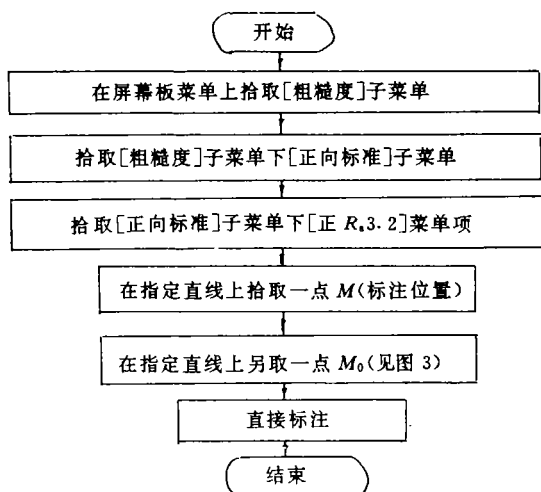 开始
在屏幕板菜单上拾取[粗糙度]子菜单
拾取[粗糙度]子菜单下[正向标准]子菜单
拾取[正向标准]子菜单下[正 Rₐ3.2]菜单项
在指定直线上拾取一点 M(标注位置)
在指定直线上另取一点 M₀(见图 3)
直接标注
结束